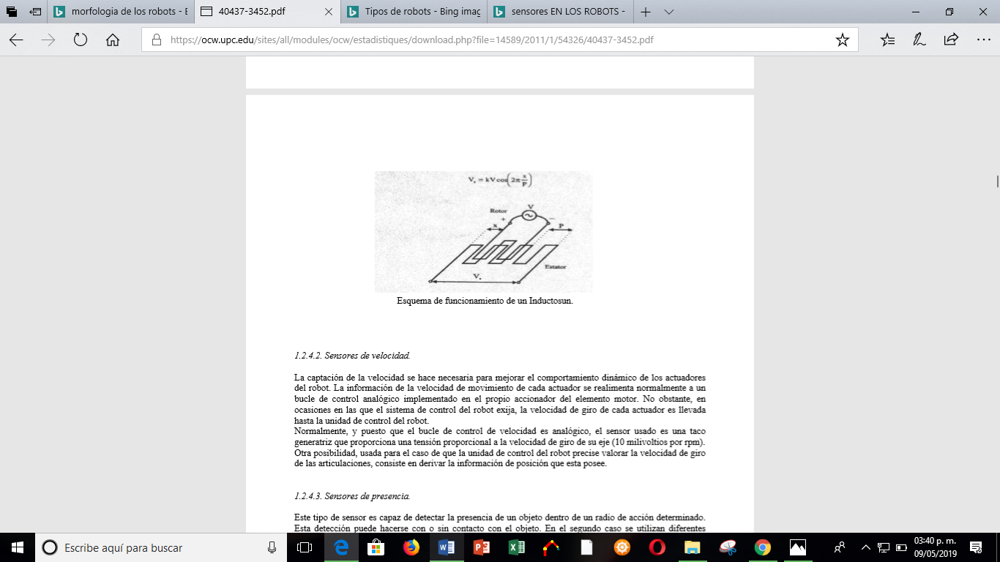 morfologia de los robots - E
40437-3452.pdf
Tipos de robots - Bing imag
sensores EN LOS ROBOTS -
https://ocw.upc.edu/sites/all/modules/ocw/estadistiques/download.php?file=14589/2011/1/54326/40437-3452.pdf
Vs = kV cos(2π x/P)
V
Rotor
+
−
x
P
Estator
Vs
Esquema de funcionamiento de un Inductosun.
1.2.4.2. Sensores de velocidad.
La captación de la velocidad se hace necesaria para mejorar el comportamiento dinámico de los actuadores
del robot. La información de la velocidad de movimiento de cada actuador se realimenta normalmente a un
bucle de control analógico implementado en el propio accionador del elemento motor. No obstante, en
ocasiones en las que el sistema de control del robot exija, la velocidad de giro de cada actuador es llevada
hasta la unidad de control del robot.
Normalmente, y puesto que el bucle de control de velocidad es analógico, el sensor usado es una taco
generatriz que proporciona una tensión proporcional a la velocidad de giro de su eje (10 milivoltios por rpm).
Otra posibilidad, usada para el caso de que la unidad de control del robot precise valorar la velocidad de giro
de las articulaciones, consiste en derivar la información de posición que esta posee.
1.2.4.3. Sensores de presencia.
Este tipo de sensor es capaz de detectar la presencia de un objeto dentro de un radio de acción determinado.
Esta detección puede hacerse con o sin contacto con el objeto. En el segundo caso se utilizan diferentes
Escribe aquí para buscar
03:40 p. m.
09/05/2019